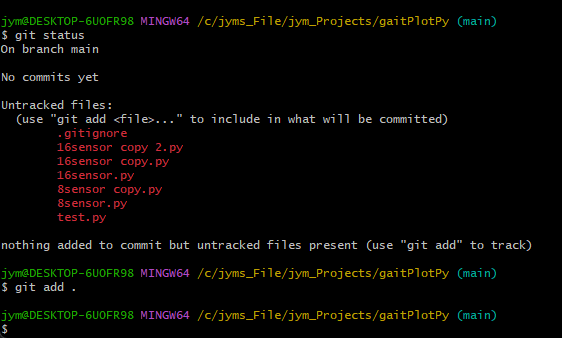 jym@DESKTOP-6UOFR98 MINGW64 /c/jyms_File/jym_Projects/gaitPlotPy (main)
$ git status
On branch main
No commits yet
Untracked files:
(use "git add <file>..." to include in what will be committed)
.gitignore
16sensor copy 2.py
16sensor copy.py
16sensor.py
8sensor copy.py
8sensor.py
test.py
nothing added to commit but untracked files present (use "git add" to track)
jym@DESKTOP-6UOFR98 MINGW64 /c/jyms_File/jym_Projects/gaitPlotPy (main)
$ git add .
jym@DESKTOP-6UOFR98 MINGW64 /c/jyms_File/jym_Projects/gaitPlotPy (main)
$